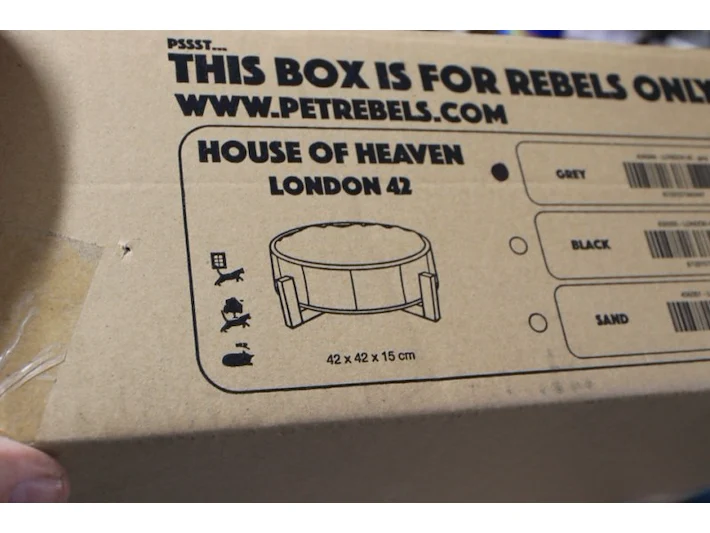 PSSST...
THIS BOX IS FOR REBELS ONLY
WWW.PETREBELS.COM
HOUSE OF HEAVEN
LONDON 42
GREY
BLACK
SAND
42 x 42 x 15 cm